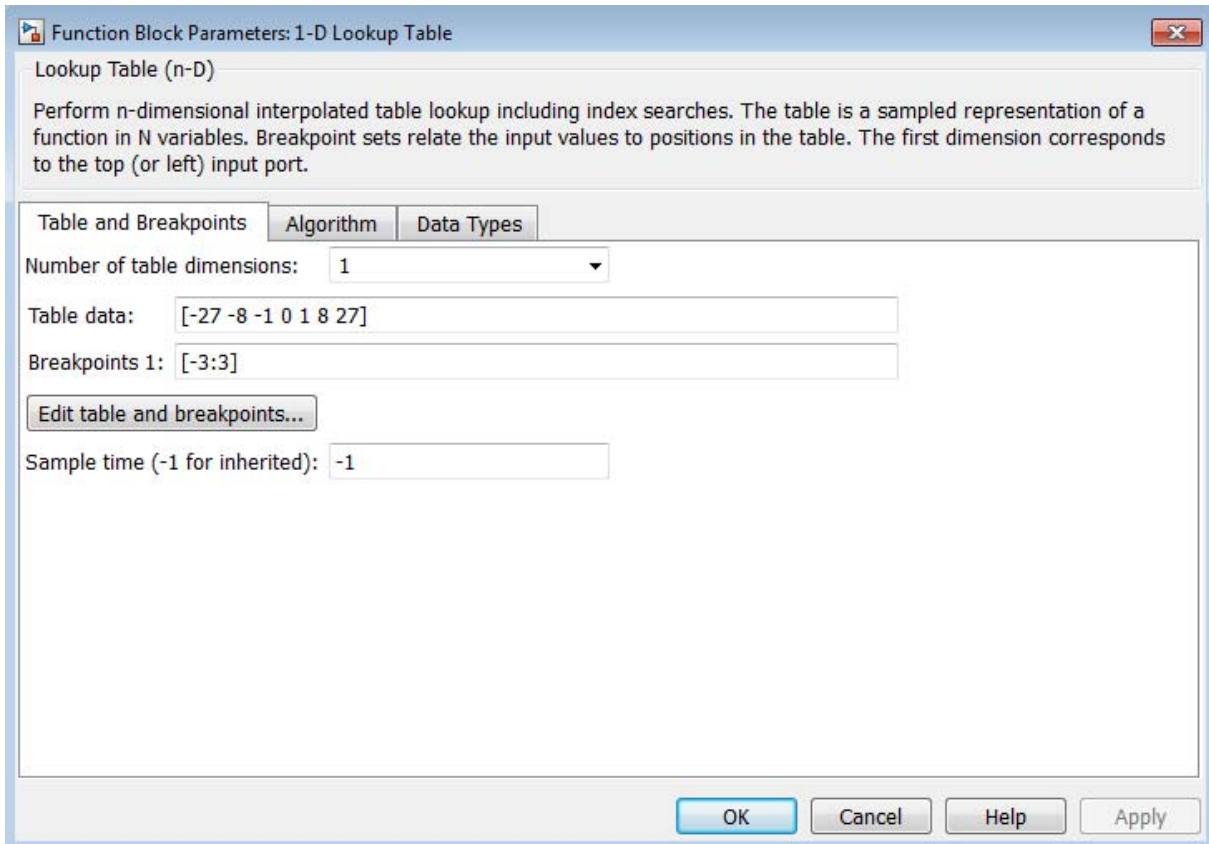 Function Block Parameters: 1-D Lookup Table
Lookup Table (n-D)
Perform n-dimensional interpolated table lookup including index searches. The table is a sampled representation of a
function in N variables. Breakpoint sets relate the input values to positions in the table. The first dimension corresponds
to the top (or left) input port.
Table and Breakpoints Algorithm Data Types
Number of table dimensions: 1
Table data: [-27 -8 -1 0 1 8 27]
Breakpoints 1: [-3:3]
Edit table and breakpoints...
Sample time (-1 for inherited): -1
OK Cancel Help Apply